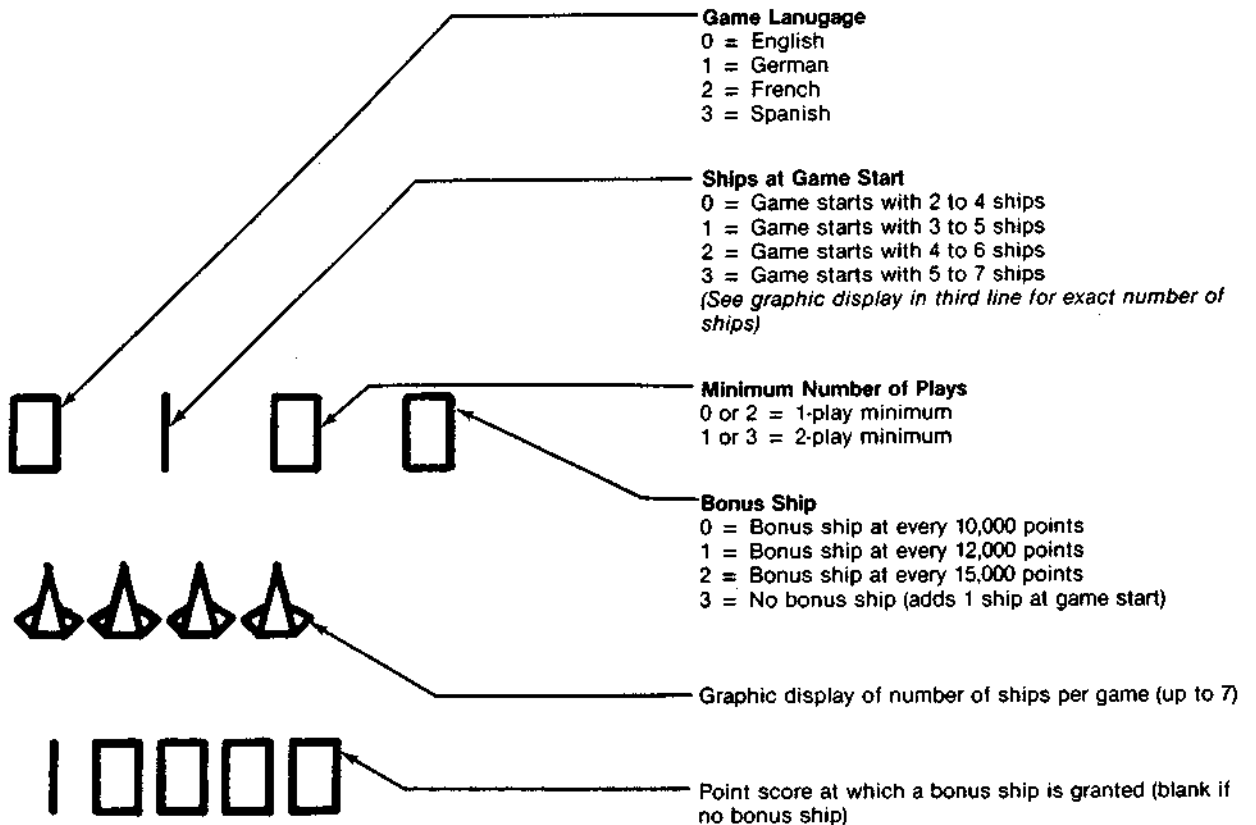 Game Lanugage
0 = English
1 = German
2 = French
3 = Spanish
Ships at Game Start
0 = Game starts with 2 to 4 ships
1 = Game starts with 3 to 5 ships
2 = Game starts with 4 to 6 ships
3 = Game starts with 5 to 7 ships
(See graphic display in third line for exact number of
ships)
Minimum Number of Plays
0 or 2 = 1-play minimum
1 or 3 = 2-play minimum
0 1 0 0
Bonus Ship
0 = Bonus ship at every 10,000 points
1 = Bonus ship at every 12,000 points
2 = Bonus ship at every 15,000 points
3 = No bonus ship (adds 1 ship at game start)
Graphic display of number of ships per game (up to 7)
10000
Point score at which a bonus ship is granted (blank if
no bonus ship)